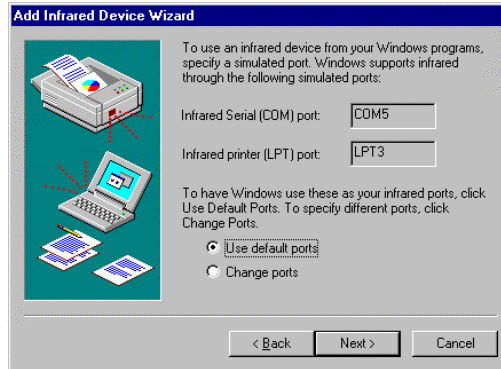 Add Infrared Device Wizard
To use an infrared device from your Windows programs,
specify a simulated port. Windows supports infrared
through the following simulated ports:
Infrared Serial (COM) port: COM5
Infrared printer (LPT) port: LPT3
To have Windows use these as your infrared ports, click
Use Default Ports. To specify different ports, click
Change Ports.
Use default ports
Change ports
< Back Next > Cancel